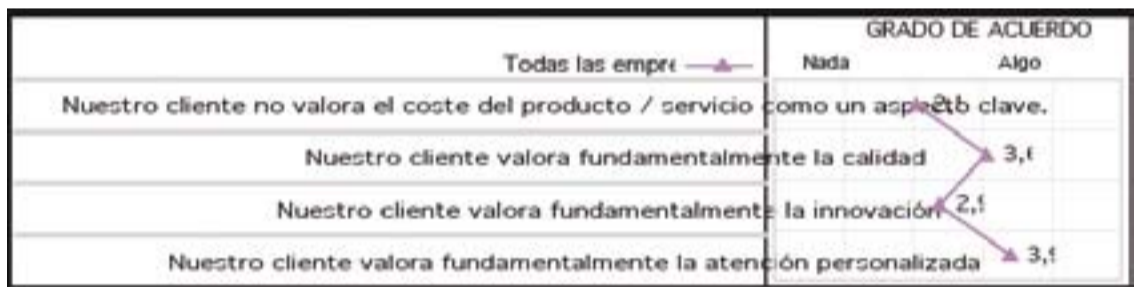 GRADO DE ACUERDO
Todas las Nada Algo
Nuestro cliente no valora el coste del producto / servicio como un aspecto clave.
Nuestro cliente valora fundamentalmente la calidad
Nuestro cliente valora fundamentalmente la innovación
Nuestro cliente valora fundamentalmente la atención personalizada